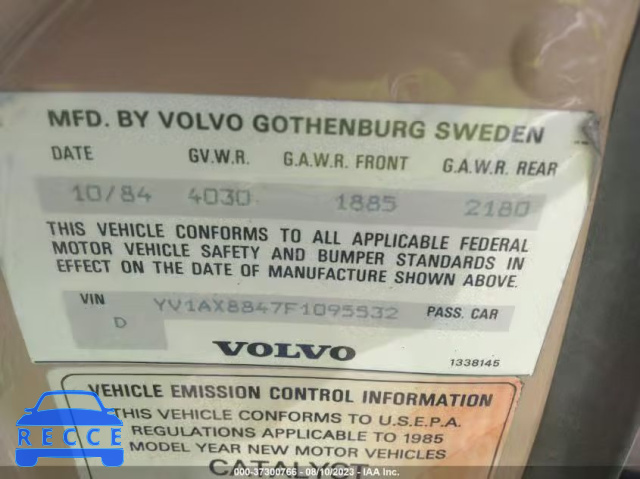 MFD. BY VOLVO GOTHENBURG SWEDEN
DATE GV.W.R. G.A.W.R. FRONT G.A.W.R. REAR
10/84 4030 1885 2180
THIS VEHICLE CONFORMS TO ALL APPLICABLE FEDERAL
MOTOR VEHICLE SAFETY AND BUMPER STANDARDS IN
EFFECT ON THE DATE OF MANUFACTURE SHOWN ABOVE.
VIN YV1AX8847F1095532 PASS. CAR
D
VOLVO 1338145
VEHICLE EMISSION CONTROL INFORMATION
THIS VEHICLE CONFORMS TO U.S.E.P.A.
REGULATIONS APPLICABLE TO 1985
MODEL YEAR NEW MOTOR VEHICLES
CATALYST
RECCE
000-37300766 - 08/10/2023 - IAA Inc.